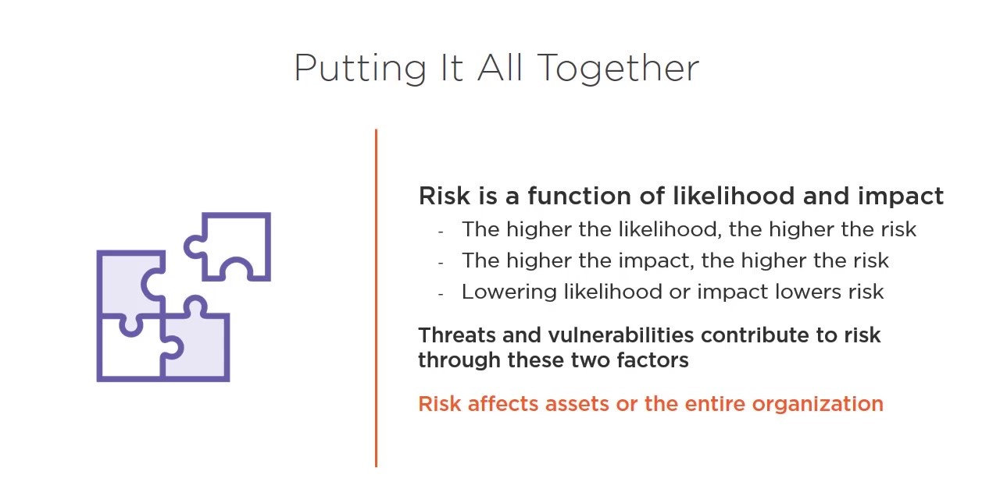 Putting It All Together
Risk is a function of likelihood and impact
- The higher the likelihood, the higher the risk
- The higher the impact, the higher the risk
- Lowering likelihood or impact lowers risk
Threats and vulnerabilities contribute to risk
through these two factors
Risk affects assets or the entire organization